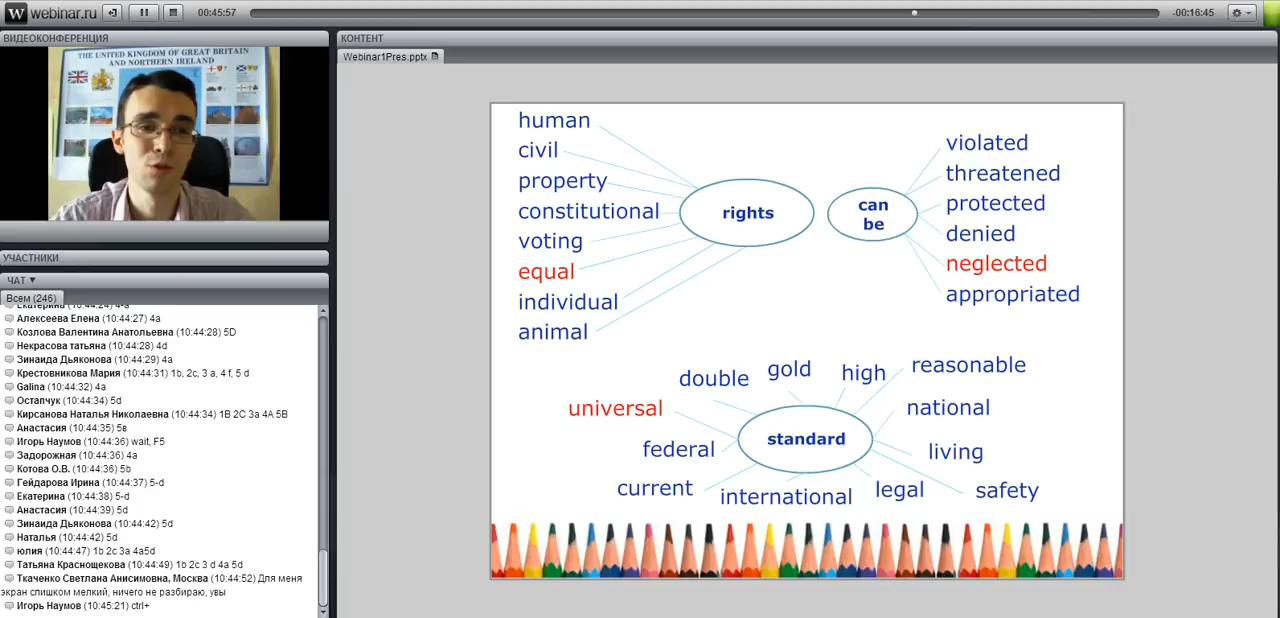 W webinar.ru
00:45:57
-00:16:45
ВИДЕОКОНФЕРЕНЦИЯ
THE UNITED KINGDOM OF GREAT BRITAIN
AND NORTHERN IRELAND
УЧАСТНИКИ
ЧАТ
Всем (246)
Екатерина (10:44:24) 4-a
Алексеева Елена (10:44:27) 4a
Козлова Валентина Анатольевна (10:44:28) 5D
Некрасова татьяна (10:44:28) 4d
Зинаида Дьяконова (10:44:29) 4a
Крестовникова Мария (10:44:31) 1b, 2c, 3 a, 4 f, 5 d
Galina (10:44:32) 4a
Остапчук (10:44:34) 5d
Кирсанова Наталья Николаевна (10:44:34) 1B 2C 3a 4A 5B
Анастасия (10:44:35) 5в
Игорь Наумов (10:44:36) wait, F5
Задорожная (10:44:36) 4a
Котова О.В. (10:44:36) 5b
Гейдарова Ирина (10:44:37) 5-d
Екатерина (10:44:38) 5-d
Анастасия (10:44:39) 5d
Зинаида Дьяконова (10:44:42) 5d
Наталья (10:44:42) 5d
юлия (10:44:47) 1b 2c 3a 4a5d
Татьяна Краснощекова (10:44:49) 1b 2c 3 d 4a 5d
Ткаченко Светлана Анисимовна, Москва (10:44:52) Для меня
экран слишком мелкий, ничего не разбираю, увы
Игорь Наумов (10:45:21) ctrl+
КОНТЕНТ
Webinar1Pres.pptx
human
civil
property
constitutional
voting
equal
individual
animal
rights
can
be
violated
threatened
protected
denied
neglected
appropriated
double
gold
high
reasonable
universal
national
federal
standard
living
current
international
legal
safety